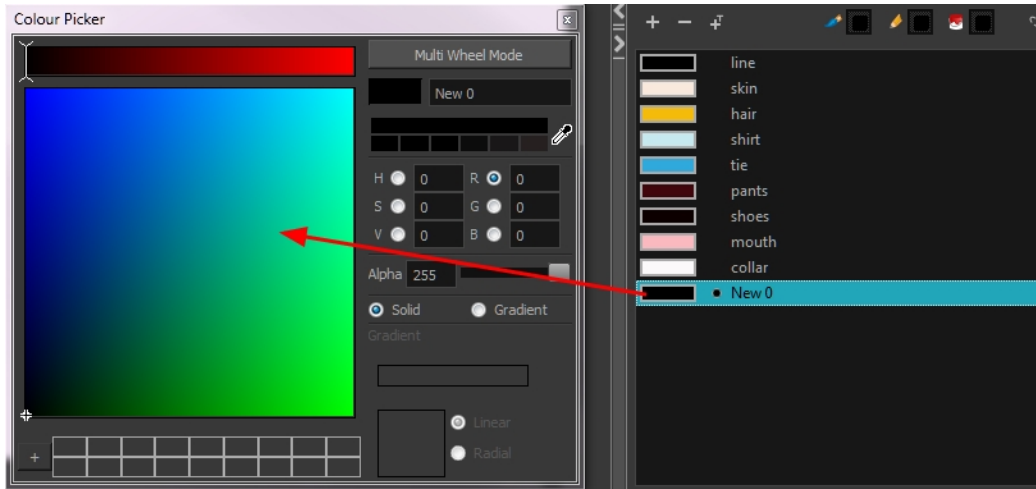 Colour Picker
Multi Wheel Mode
New 0
H 0 R 0
S 0 G 0
V 0 B 0
Alpha 255
Solid Gradient
Gradient
Linear
Radial
line
skin
hair
shirt
tie
pants
shoes
mouth
collar
New 0